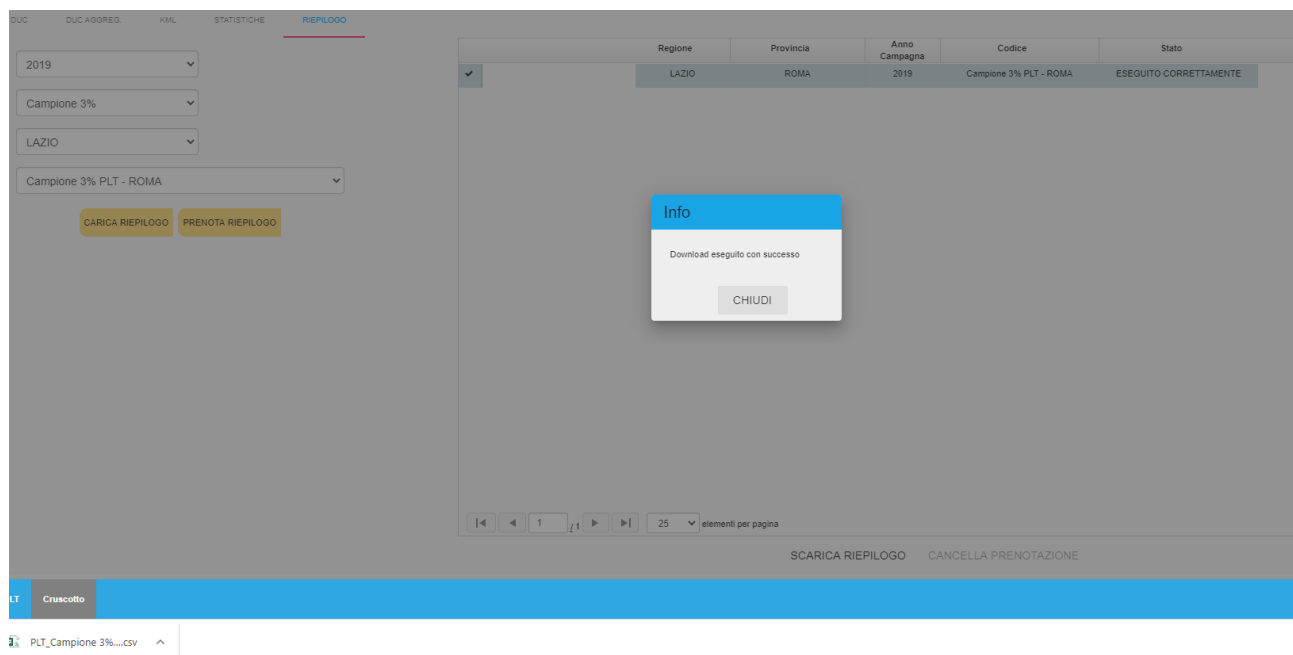 DUC DUC AGGREG. KML STATISTICHE RIEPILOGO
2019
Campione 3%
LAZIO
Campione 3% PLT - ROMA
CARICA RIEPILOGO PRENOTA RIEPILOGO
Regione Provincia Anno Campagna Codice Stato
LAZIO ROMA 2019 Campione 3% PLT - ROMA ESEGUITO CORRETTAMENTE
Info
Download eseguito con successo
CHIUDI
1 / 1 25 elementi per pagina
SCARICA RIEPILOGO CANCELLA PRENOTAZIONE
LT Cruscotto
PLT_Campione 3%....csv